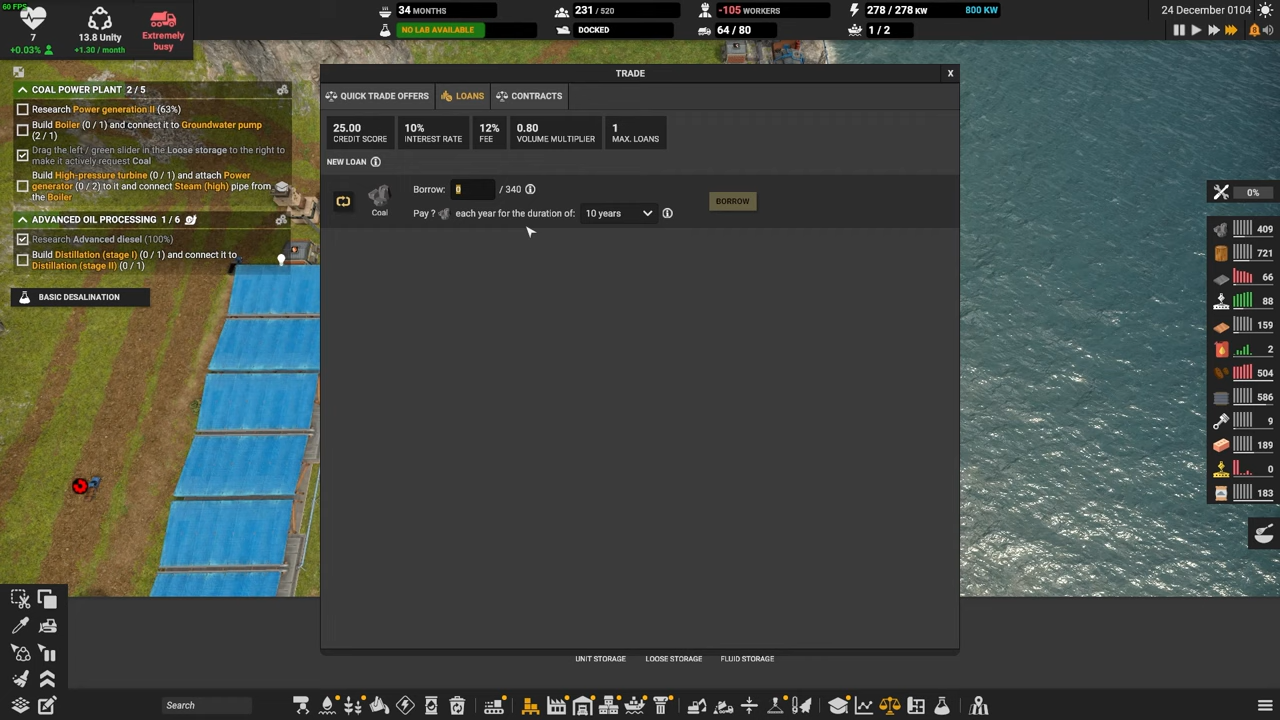 60 FPS
7
+0.03%
13.8 Unity
+1.30 / month
Extremely
busy
34 MONTHS
NO LAB AVAILABLE
231 / 520
DOCKED
-105 WORKERS
64 / 80
278 / 278 KW
800 KW
1 / 2
24 December 0104
8
COAL POWER PLANT 2 / 5
Research Power generation II (63%)
Build Boiler (0 / 1) and connect it to Groundwater pump
(2 / 1)
Drag the left / green slider in the Loose storage to the right to
make it actively request Coal
Build High-pressure turbine (0 / 1) and attach Power
generator (0 / 2) to it and connect Steam (high) pipe from
the Boiler
ADVANCED OIL PROCESSING 1 / 6
Research Advanced diesel (100%)
Build Distillation (stage I) (0 / 1) and connect it to
Distillation (stage II) (0 / 1)
BASIC DESALINATION
TRADE
X
QUICK TRADE OFFERS
LOANS
CONTRACTS
25.00
CREDIT SCORE
10%
INTEREST RATE
12%
FEE
0.80
VOLUME MULTIPLIER
1
MAX. LOANS
NEW LOAN
Coal
Borrow: 0 / 340
Pay ? each year for the duration of: 10 years
BORROW
0%
409
721
66
88
159
2
504
586
9
189
0
183
UNIT STORAGE
LOOSE STORAGE
FLUID STORAGE
Search